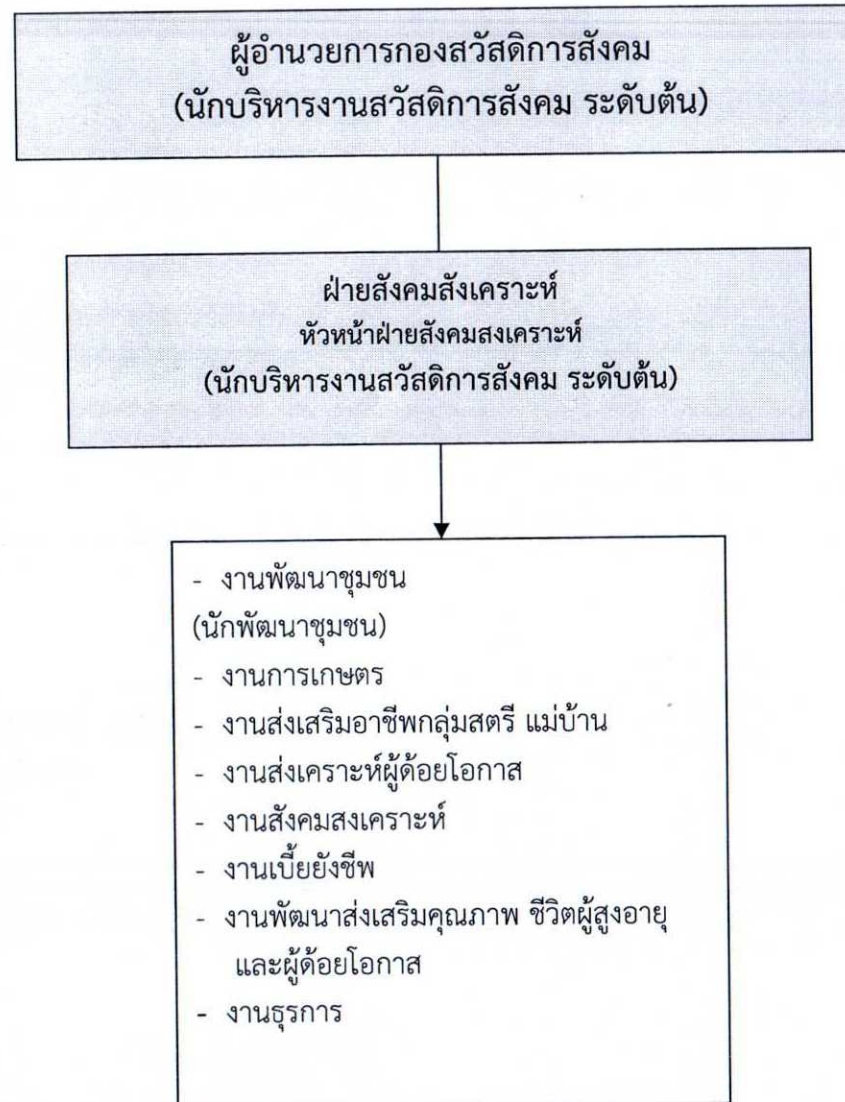 ผู้อำนวยการกองสวัสดิการสังคม
(นักบริหารงานสวัสดิการสังคม ระดับต้น)
ฝ่ายสังคมสังเคราะห์
หัวหน้าฝ่ายสังคมสงเคราะห์
(นักบริหารงานสวัสดิการสังคม ระดับต้น)
- งานพัฒนาชุมชน
(นักพัฒนาชุมชน)
- งานการเกษตร
- งานส่งเสริมอาชีพกลุ่มสตรี แม่บ้าน
- งานส่งเคราะห์ผู้ด้อยโอกาส
- งานสังคมสงเคราะห์
- งานเบี้ยยังชีพ
- งานพัฒนาส่งเสริมคุณภาพ ชีวิตผู้สูงอายุ
และผู้ด้อยโอกาส
- งานธุรการ